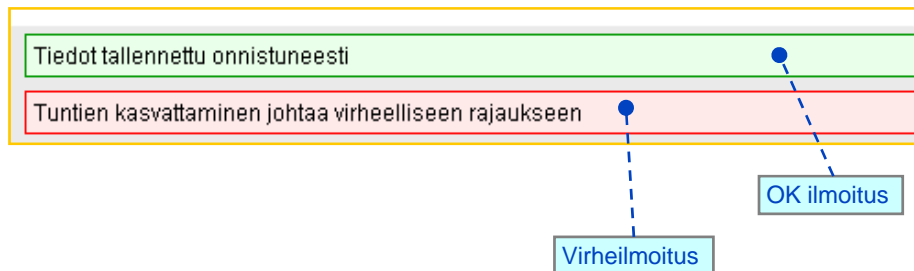 Tiedot tallennettu onnistuneesti
Tuntien kasvattaminen johtaa virheelliseen rajaukseen
OK ilmoitus
Virheilmoitus